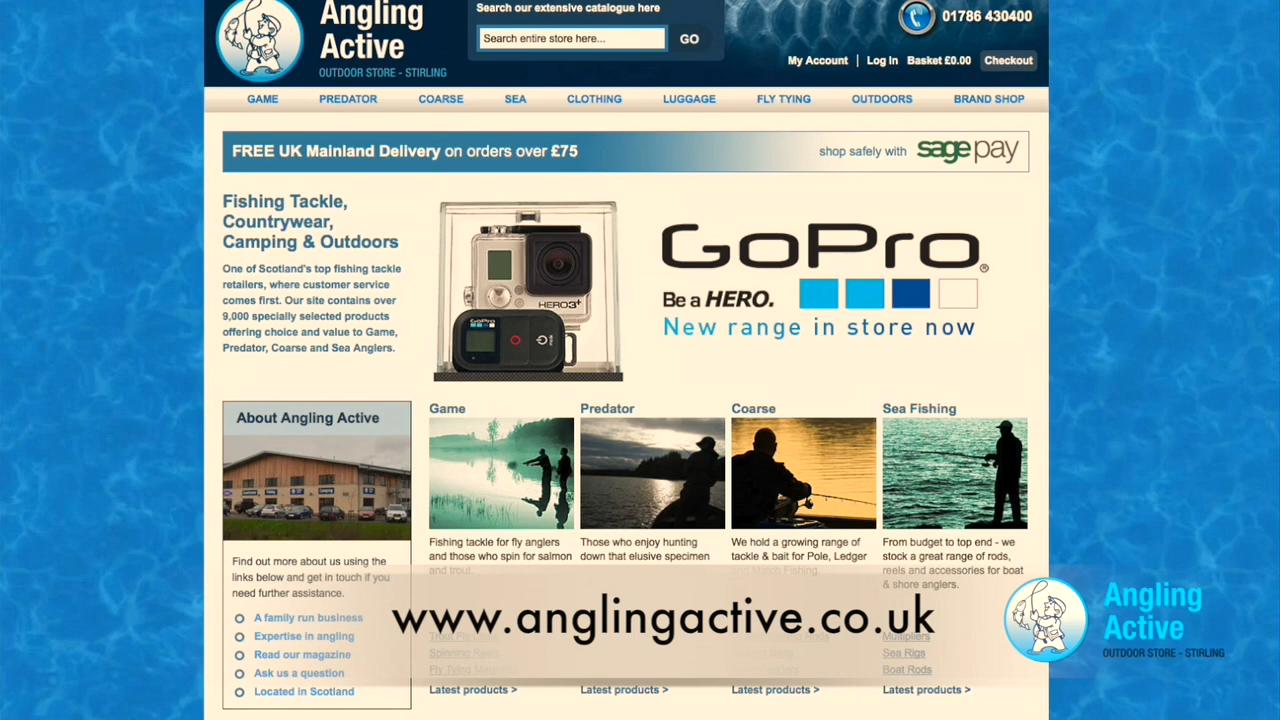 Angling
Active
OUTDOOR STORE - STIRLING
Search our extensive catalogue here
Search entire store here...
GO
01786 430400
My Account | Log In Basket £0.00 Checkout
GAME PREDATOR COARSE SEA CLOTHING LUGGAGE FLY TYING OUTDOORS BRAND SHOP
FREE UK Mainland Delivery on orders over £75
shop safely with sage pay
Fishing Tackle,
Countrywear,
Camping & Outdoors
One of Scotland's top fishing tackle
retailers, where customer service
comes first. Our site contains over
9,000 specially selected products
offering choice and value to Game,
Predator, Coarse and Sea Anglers.
HERO3+
GoPro
GoPro®
Be a HERO.
New range in store now
About Angling Active
Find out more about us using the
links below and get in touch if you
need further assistance.
A family run business
Expertise in angling
Read our magazine
Ask us a question
Located in Scotland
Game
Fishing tackle for fly anglers
and those who spin for salmon
and trout.
Spinning Reels
Latest products >
Predator
Those who enjoy hunting
down that elusive specimen
Latest products >
Coarse
We hold a growing range of
tackle & bait for Pole, Ledger
and Match Fishing.
Latest products >
Sea Fishing
From budget to top end - we
stock a great range of rods,
reels and accessories for boat
& shore anglers.
Multipliers
Sea Rigs
Boat Rods
Latest products >
www.anglingactive.co.uk
Angling
Active
OUTDOOR STORE - STIRLING